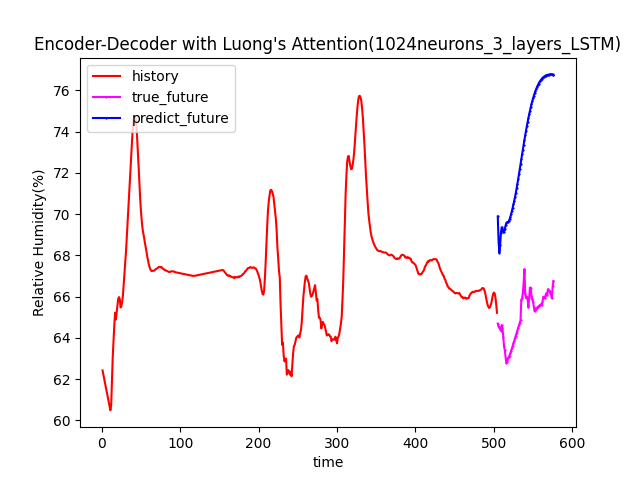 Encoder-Decoder with Luong's Attention(1024neurons_3_layers_LSTM)
history
true_future
predict_future
Relative Humidity(%)
76
74
72
70
68
66
64
62
60
0 100 200 300 400 500 600
time